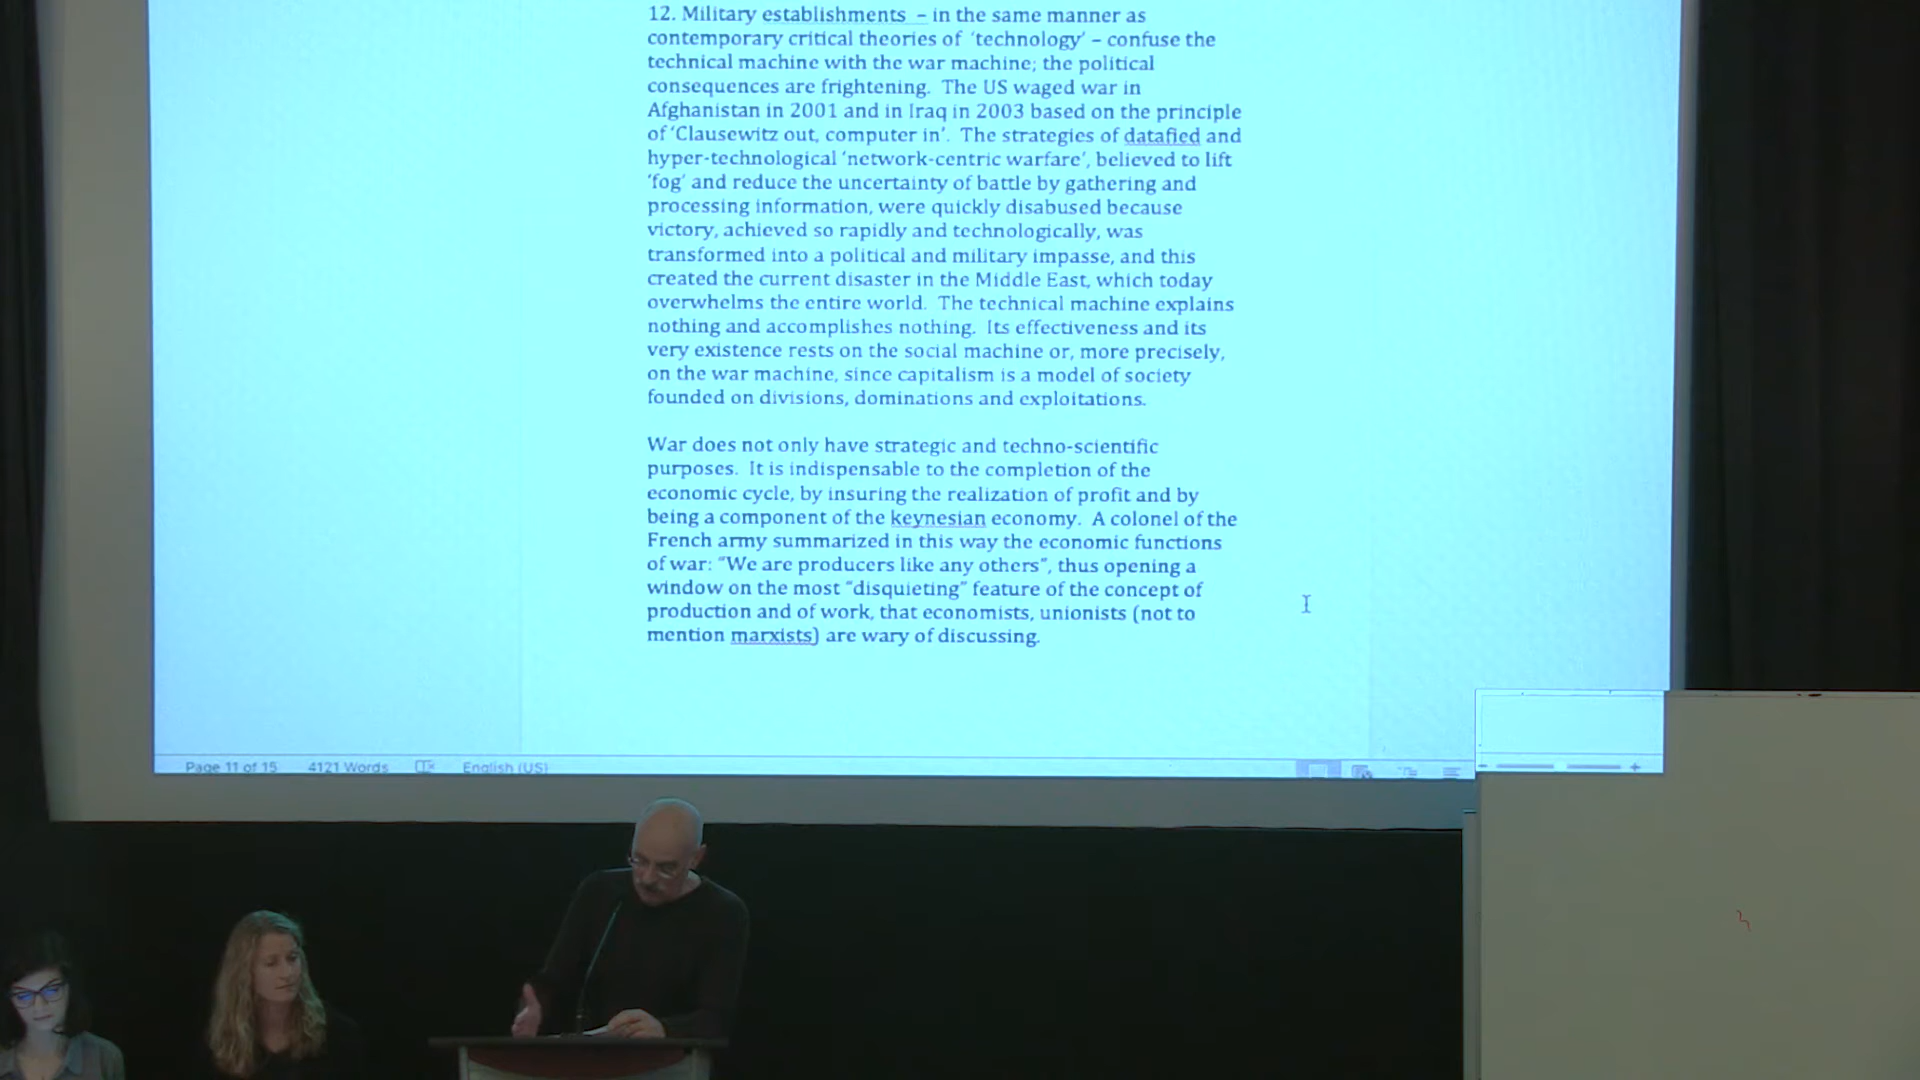 12. Military establishments – in the same manner as
contemporary critical theories of ‘technology’ – confuse the
technical machine with the war machine; the political
consequences are frightening. The US waged war in
Afghanistan in 2001 and in Iraq in 2003 based on the principle
of ‘Clausewitz out, computer in’. The strategies of datafied and
hyper-technological ‘network-centric warfare’, believed to lift
‘fog’ and reduce the uncertainty of battle by gathering and
processing information, were quickly disabused because
victory, achieved so rapidly and technologically, was
transformed into a political and military impasse, and this
created the current disaster in the Middle East, which today
overwhelms the entire world. The technical machine explains
nothing and accomplishes nothing. Its effectiveness and its
very existence rests on the social machine or, more precisely,
on the war machine, since capitalism is a model of society
founded on divisions, dominations and exploitations.
War does not only have strategic and techno-scientific
purposes. It is indispensable to the completion of the
economic cycle, by insuring the realization of profit and by
being a component of the keynesian economy. A colonel of the
French army summarized in this way the economic functions
of war: “We are producers like any others”, thus opening a
window on the most “disquieting” feature of the concept of
production and of work, that economists, unionists (not to
mention marxists) are wary of discussing.
Page 11 of 15 4121 Words English (US)